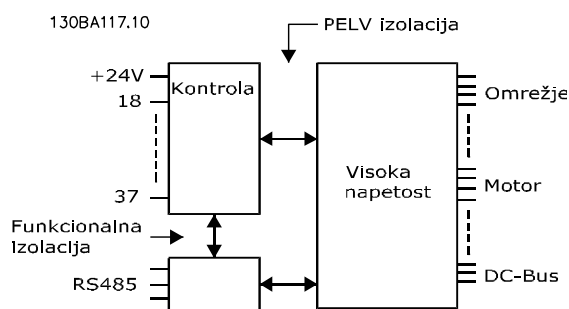 130BA117.10
PELV izolacija
+24V
18
37
Kontrola
Visoka
napetost
Omrežje
Motor
DC-Bus
Funkcionalna
izolacija
RS485